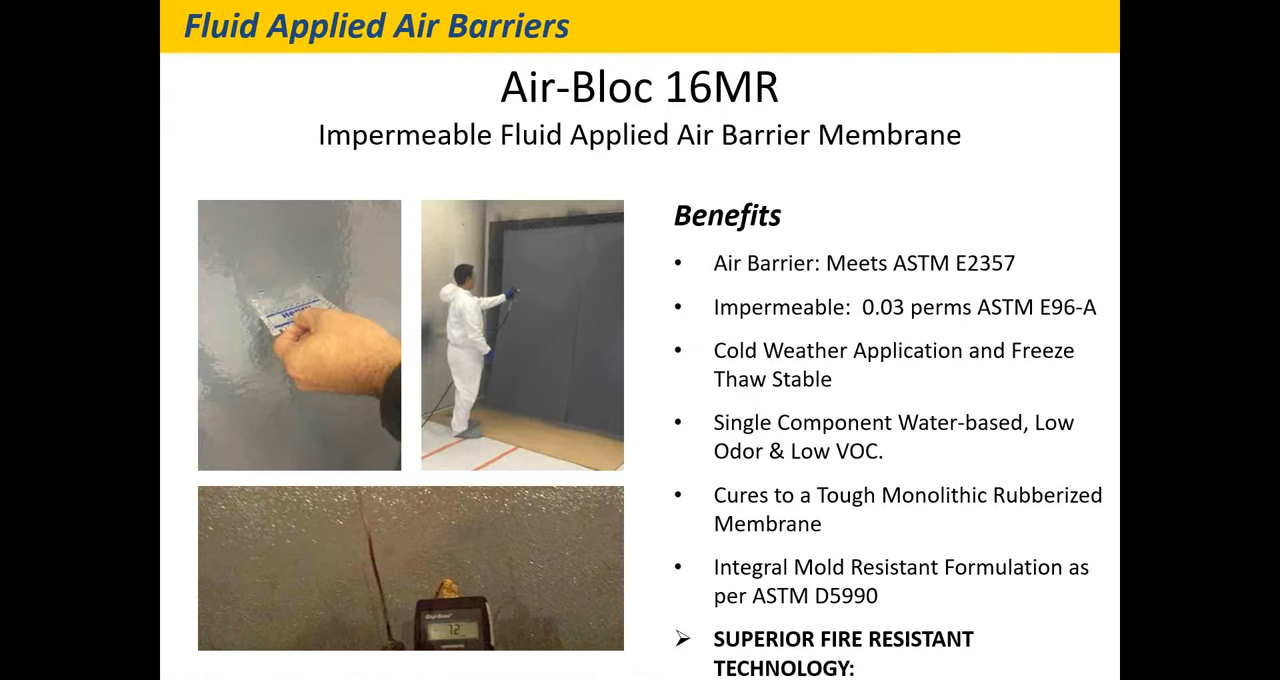 Fluid Applied Air Barriers
Air-Bloc 16MR
Impermeable Fluid Applied Air Barrier Membrane
Benefits
• Air Barrier: Meets ASTM E2357
• Impermeable: 0.03 perms ASTM E96-A
• Cold Weather Application and Freeze
Thaw Stable
• Single Component Water-based, Low
Odor & Low VOC.
• Cures to a Tough Monolithic Rubberized
Membrane
• Integral Mold Resistant Formulation as
per ASTM D5990
➢ SUPERIOR FIRE RESISTANT
TECHNOLOGY:
7.2